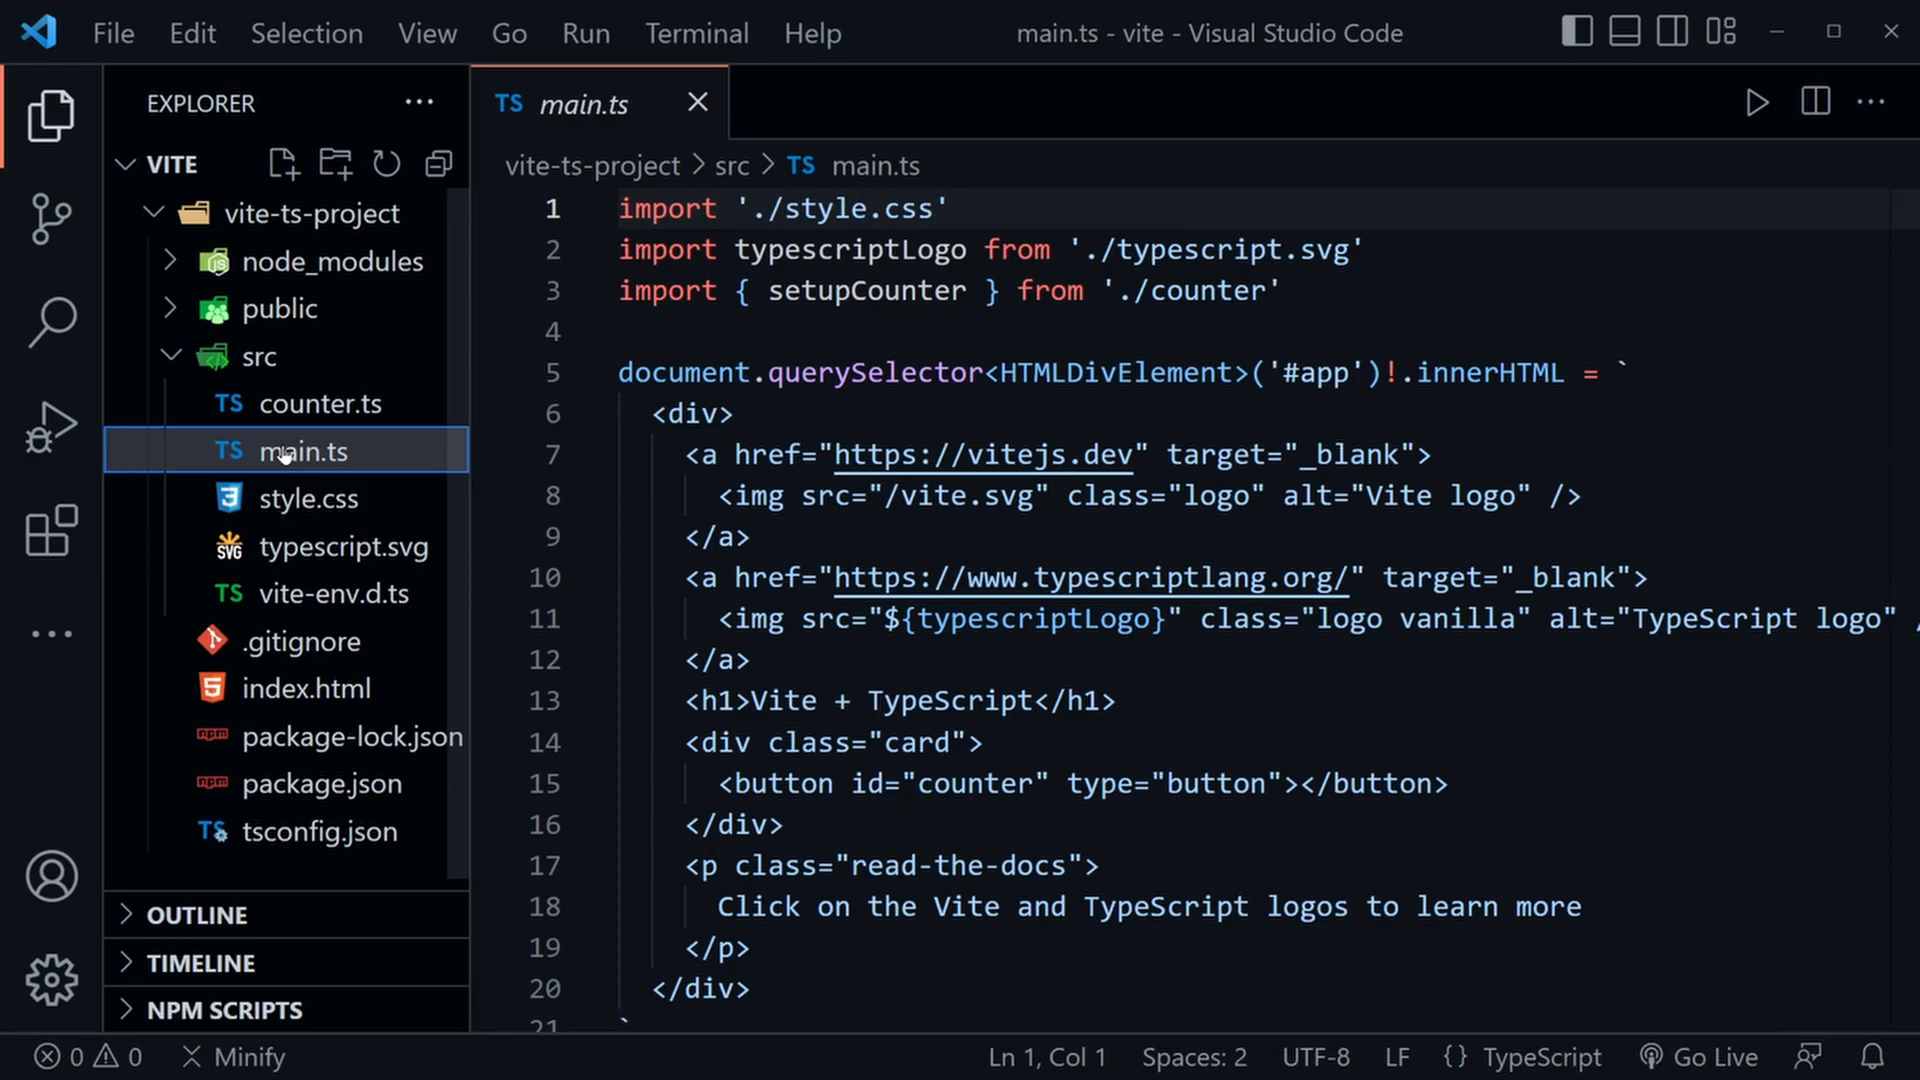 File Edit Selection View Go Run Terminal Help
main.ts - vite - Visual Studio Code
EXPLORER
VITE
vite-ts-project
node_modules
public
src
TS counter.ts
TS main.ts
style.css
SVG typescript.svg
TS vite-env.d.ts
.gitignore
index.html
package-lock.json
package.json
TS tsconfig.json
OUTLINE
TIMELINE
NPM SCRIPTS
TS main.ts
vite-ts-project > src > TS main.ts
1 import './style.css'
2 import typescriptLogo from './typescript.svg'
3 import { setupCounter } from './counter'
4
5 document.querySelector<HTMLDivElement>('#app')!.innerHTML = `
6 <div>
7 <a href="https://vitejs.dev" target="_blank">
8 <img src="/vite.svg" class="logo" alt="Vite logo" />
9 </a>
10 <a href="https://www.typescriptlang.org/" target="_blank">
11 <img src="${typescriptLogo}" class="logo vanilla" alt="TypeScript logo" /
12 </a>
13 <h1>Vite + TypeScript</h1>
14 <div class="card">
15 <button id="counter" type="button"></button>
16 </div>
17 <p class="read-the-docs">
18 Click on the Vite and TypeScript logos to learn more
19 </p>
20 </div>
21 `
0 0 Minify
Ln 1, Col 1 Spaces: 2 UTF-8 LF {} TypeScript Go Live